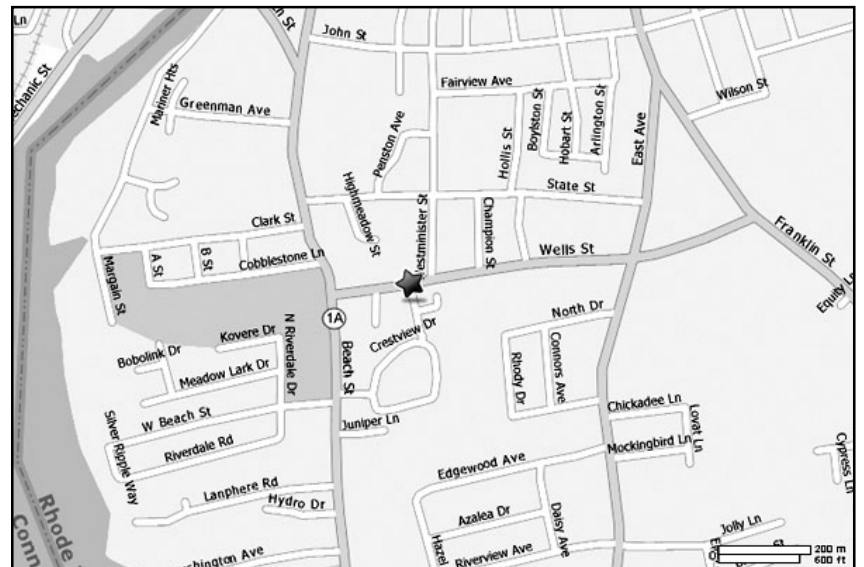 Ln
John St
Mariner Hts
Fairview Ave
Wilson St
Greenman Ave
Penston Ave
Hollis St
Boylston St
Hobart St
Arlington St
East Ave
State St
Highmeadow St
Clark St
Champion St
Wells St
Franklin St
A St
B St
Cobblestone Ln
Margain St
Equity Ln
1A
N Riverdale Dr
Crestview Dr
North Dr
Kovere Dr
Bobolink Dr
Beach St
Meadow Lark Dr
Rhody Dr
Connors Ave
W Beach St
Chickadee Ln
Lovat Ln
Juniper Ln
Silver Ripple Way
Riverdale Rd
Mockingbird Ln
Cypress Ln
Edgewood Ave
Lanphere Rd
Hydro Dr
Azalea Dr
Daisy Ave
Rhode
Conn
Hazel
Riverview Ave
Jolly Ln
200 m
600 ft